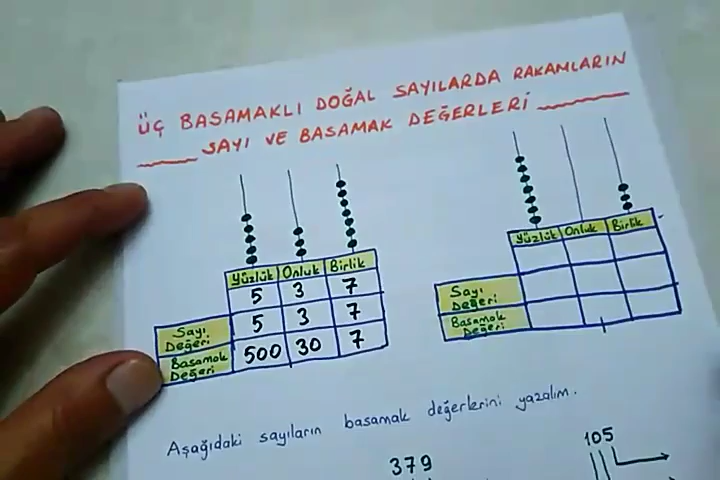 ÜÇ BASAMAKLI DOĞAL SAYILARDA RAKAMLARIN
SAYI VE BASAMAK DEĞERLERİ
Yüzlük Onluk Birlik
5 3 7
Sayı Değeri 5 3 7
Basamak Değeri 500 30 7
Yüzlük Onluk Birlik
Sayı Değeri
Basamak Değeri
Aşağıdaki sayıların basamak değerlerini yazalım.
379
105